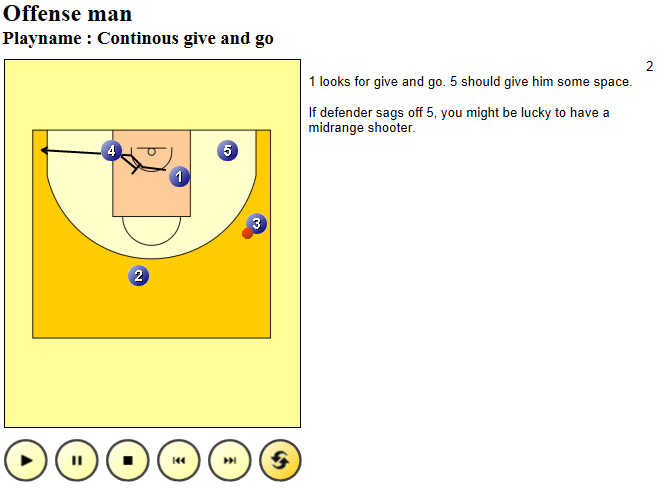 Offense man
Playname : Continous give and go
2
1 looks for give and go. 5 should give him some space.
If defender sags off 5, you might be lucky to have a
midrange shooter.
4
5
1
3
2